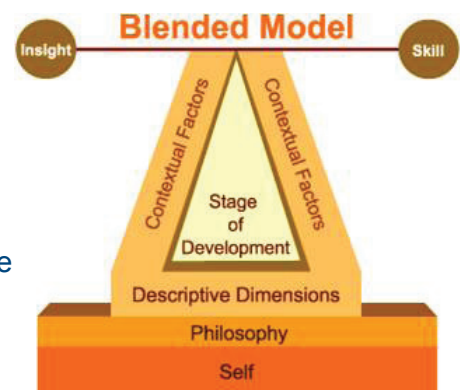 Blended Model
Insight
Skill
Contextual Factors
Contextual Factors
Stage
of
Development
e
Descriptive Dimensions
Philosophy
Self